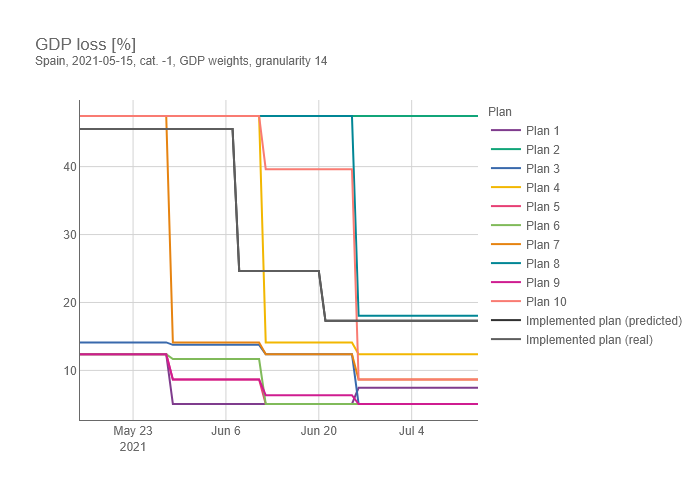 GDP loss [%]
Spain, 2021-05-15, cat. -1, GDP weights, granularity 14
Plan
Plan 1
Plan 2
Plan 3
Plan 4
Plan 5
Plan 6
Plan 7
Plan 8
Plan 9
Plan 10
Implemented plan (predicted)
Implemented plan (real)
40
30
20
10
May 23 Jun 6 Jun 20 Jul 4
2021